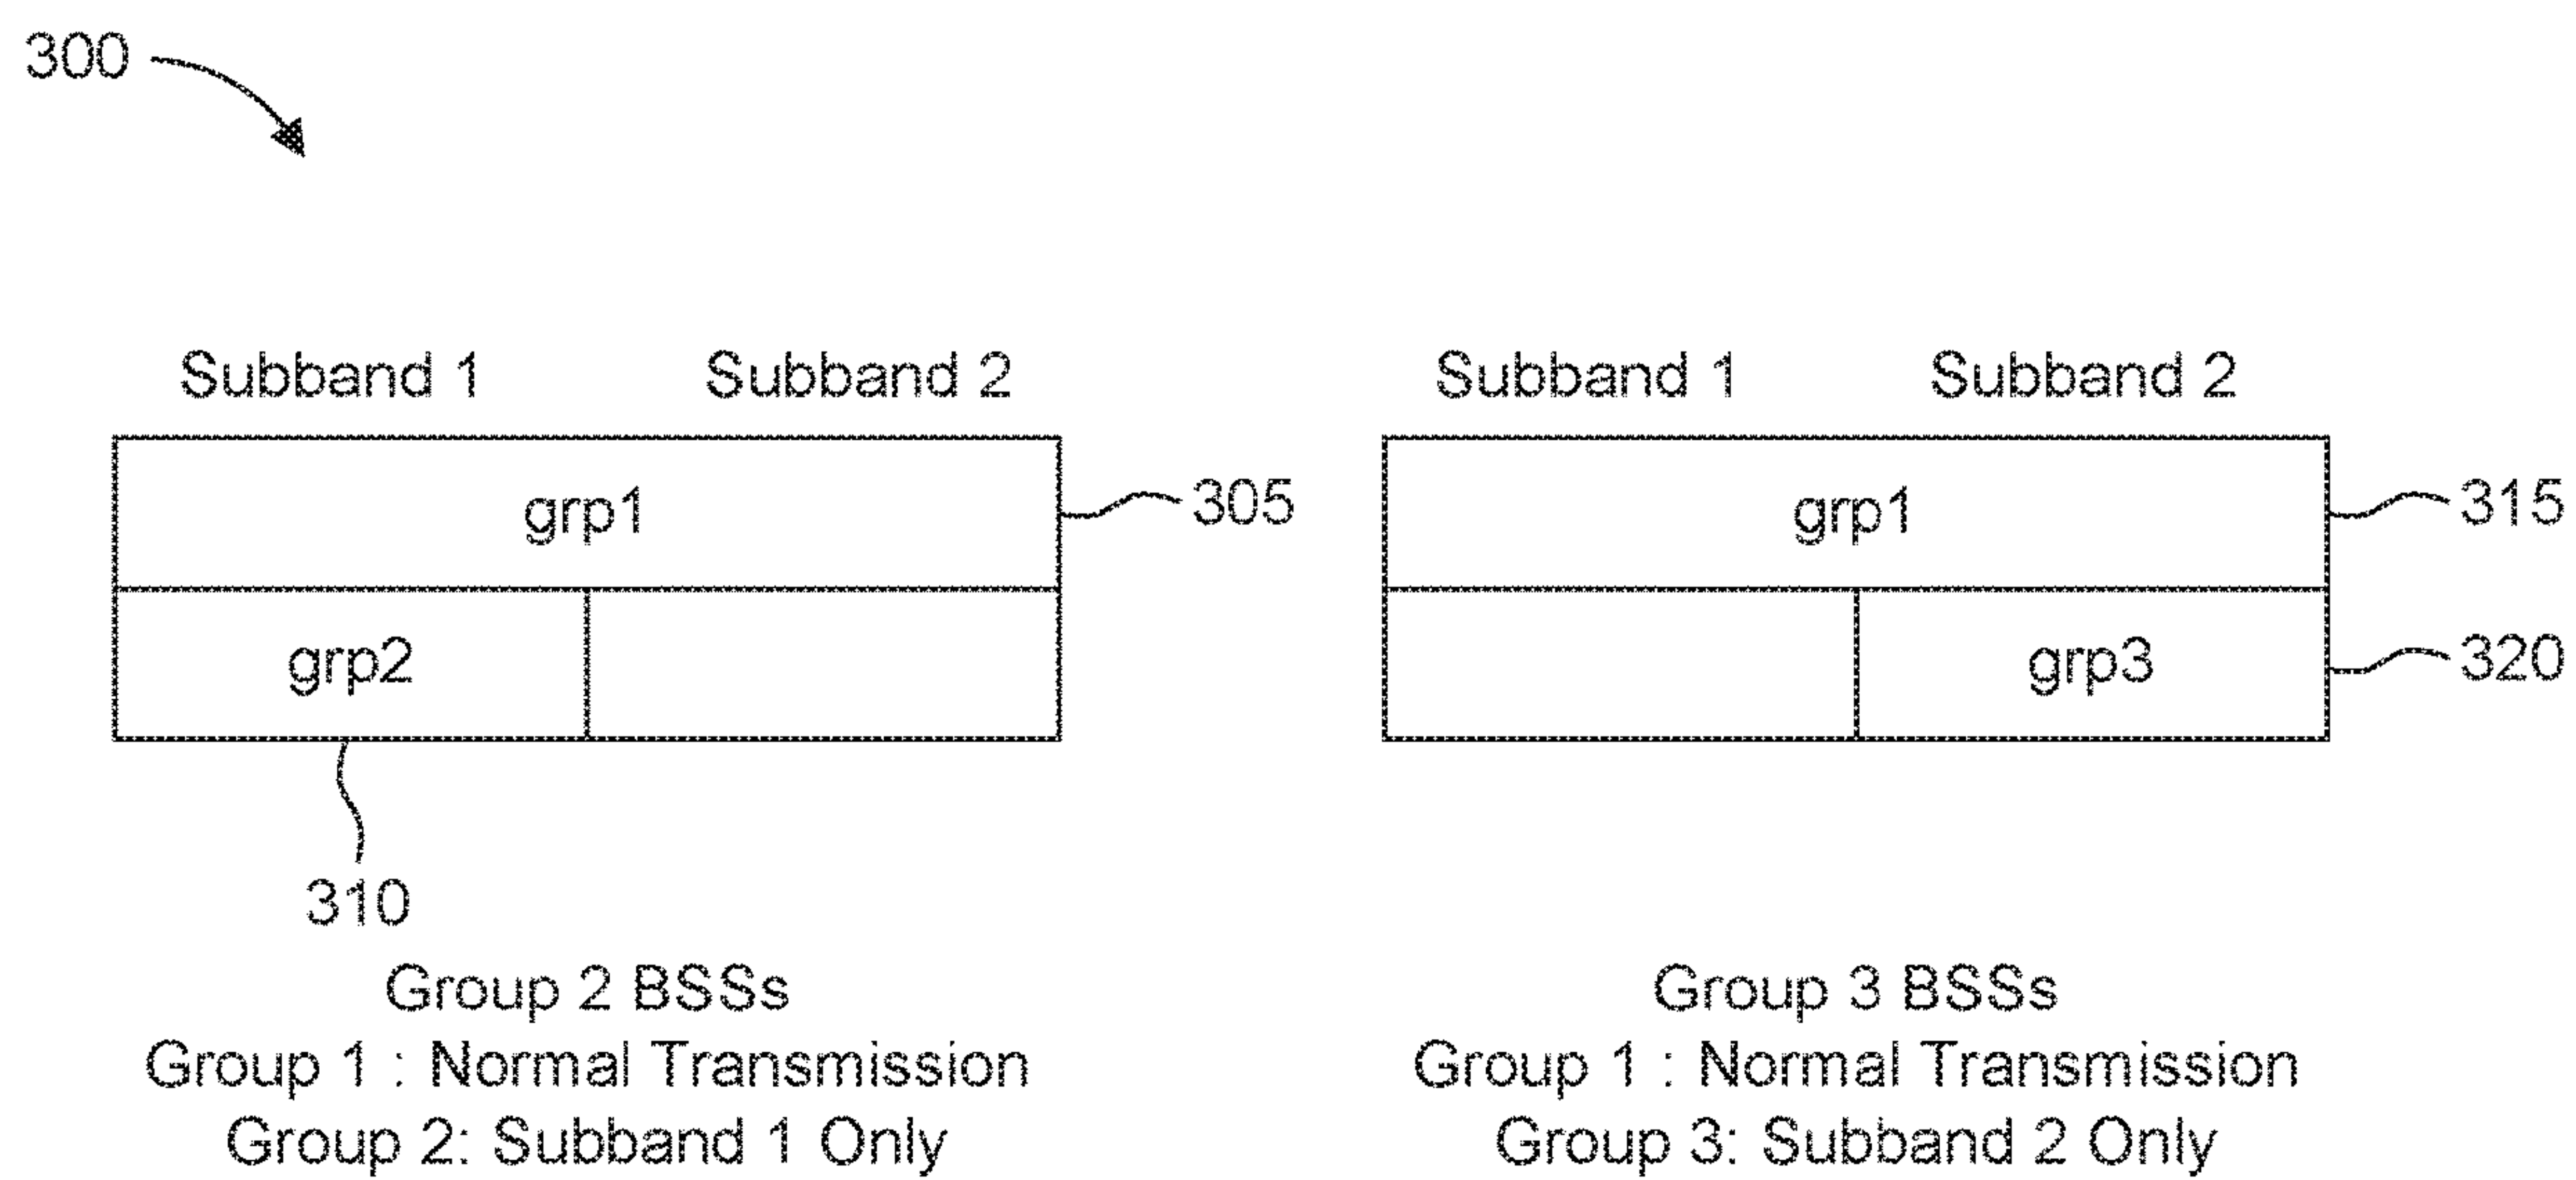 300
Subband 1 Subband 2
grp1
305
grp2
310
Group 2 BSSs
Group 1 : Normal Transmission
Group 2: Subband 1 Only
Subband 1 Subband 2
grp1
315
grp3
320
Group 3 BSSs
Group 1 : Normal Transmission
Group 3: Subband 2 Only